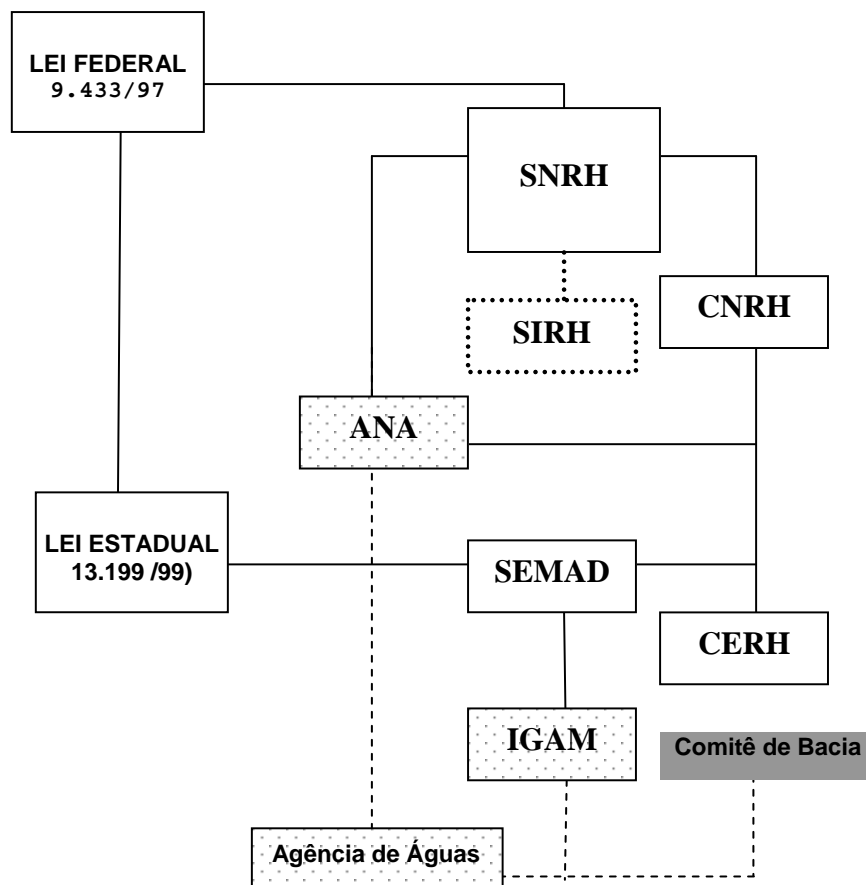 LEI FEDERAL
9.433/97
SNRH
CNRH
SIRH
ANA
LEI ESTADUAL
13.199 /99)
SEMAD
CERH
IGAM
Comitê de Bacia
Agência de Águas